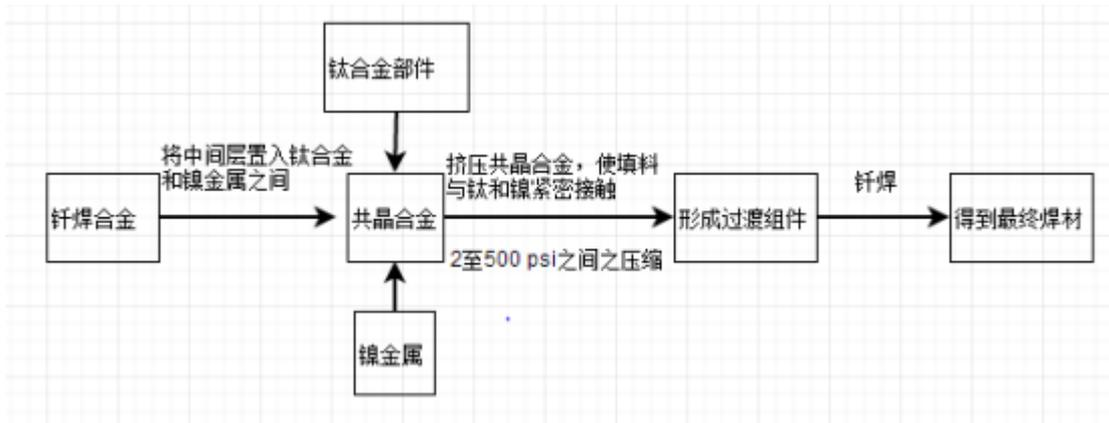 钛合金部件
将中间层置入钛合金
和镍金属之间
挤压共晶合金，使填料
与钛和镍紧密接触
钎焊
钎焊合金
共晶合金
形成过渡组件
得到最终焊材
2至500 psi之间之压缩
镍金属